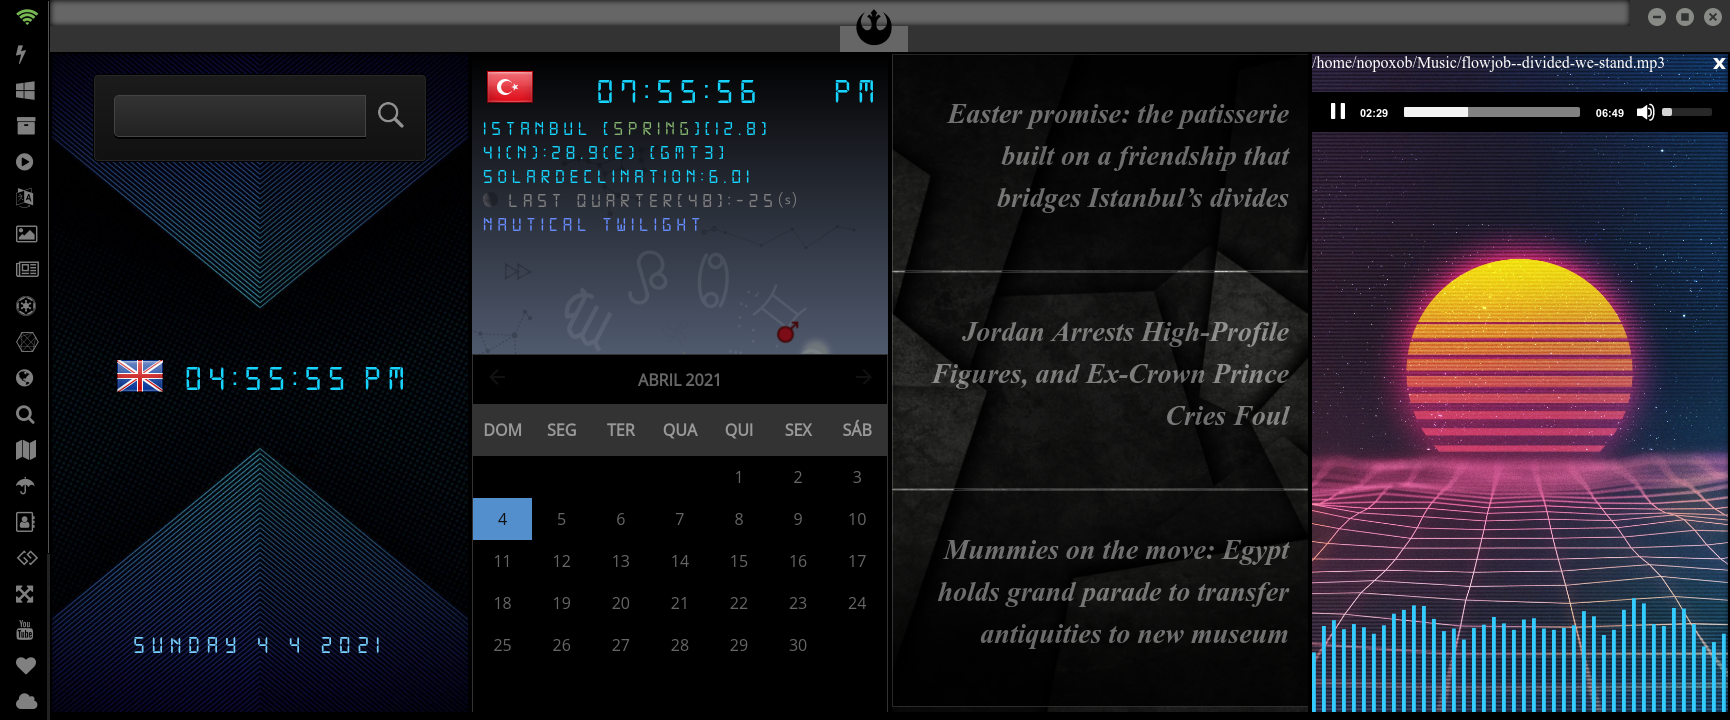 04:55:55 PM
SUNDAY 4 4 2021
07:55:56 PM
ISTANBUL [SPRING][12.8]
41(N):28.9(E) [GMT3]
SOLARDECLINATION:6.01
LAST QUARTER[48]:-25(s)
NAUTICAL TWILIGHT
ABRIL 2021
DOM SEG TER QUA QUI SEX SÁB
1 2 3
4 5 6 7 8 9 10
11 12 13 14 15 16 17
18 19 20 21 22 23 24
25 26 27 28 29 30
Easter promise: the patisserie
built on a friendship that
bridges Istanbul’s divides
Jordan Arrests High-Profile
Figures, and Ex-Crown Prince
Cries Foul
Mummies on the move: Egypt
holds grand parade to transfer
antiquities to new museum
/home/nopoxob/Music/flowjob--divided-we-stand.mp3 X
02:29 06:49
You
Tube